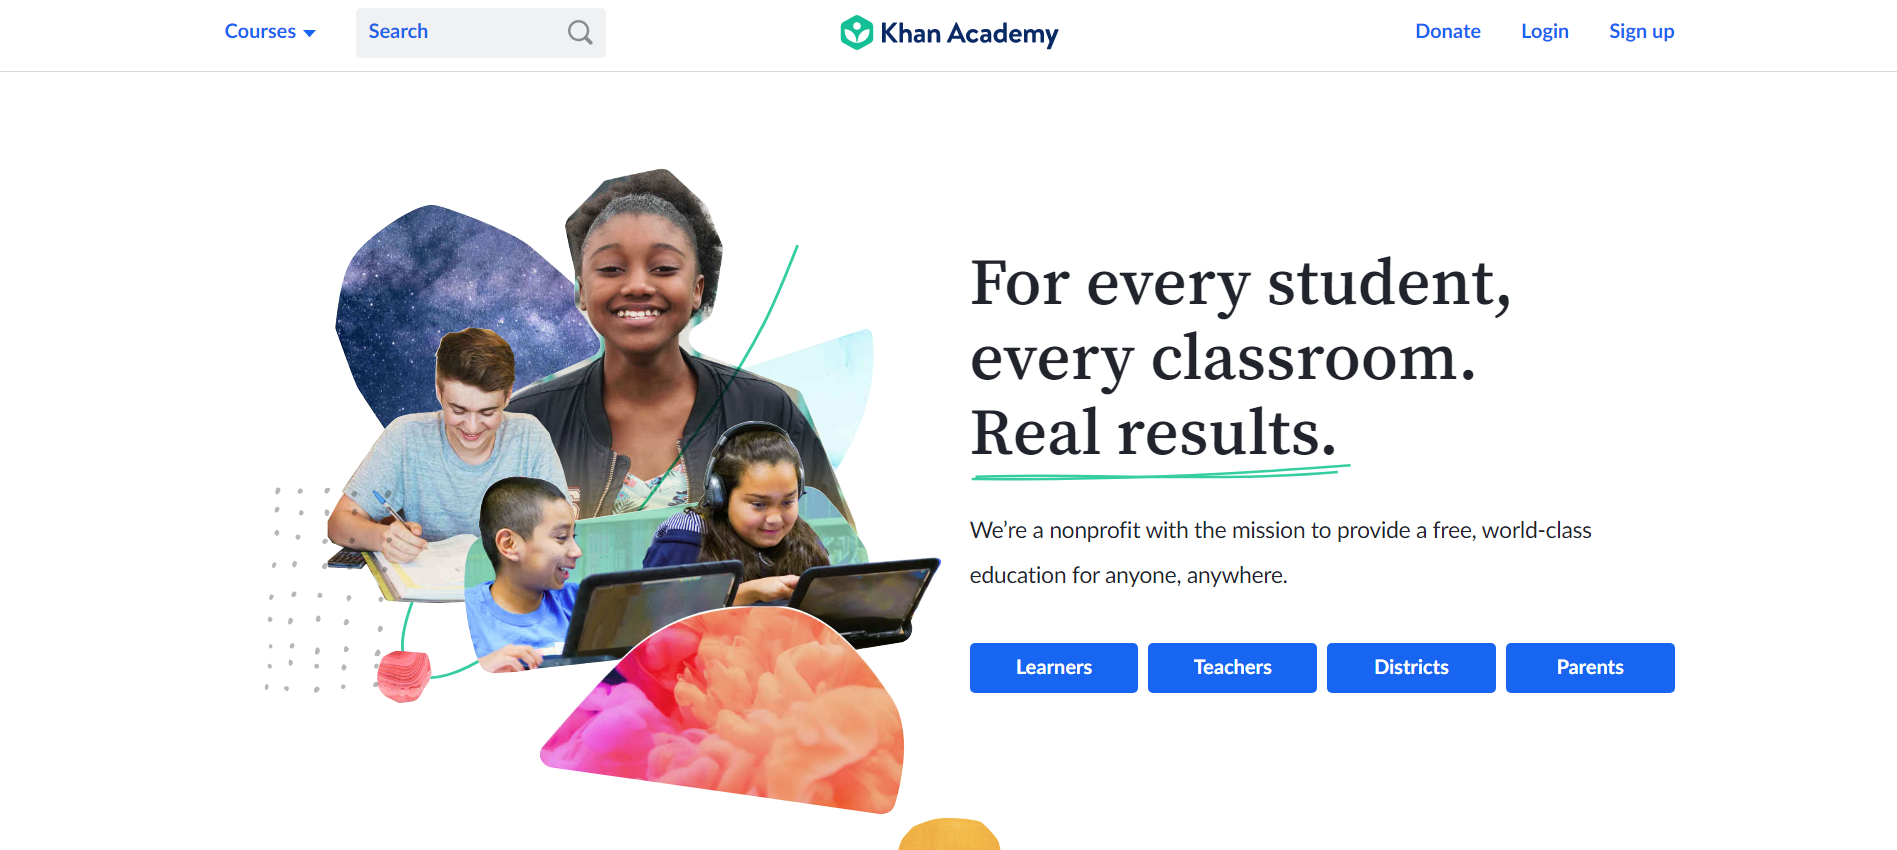 Courses
Search
Khan Academy
Donate
Login
Sign up
For every student,
every classroom.
Real results.
We’re a nonprofit with the mission to provide a free, world-class
education for anyone, anywhere.
Learners
Teachers
Districts
Parents